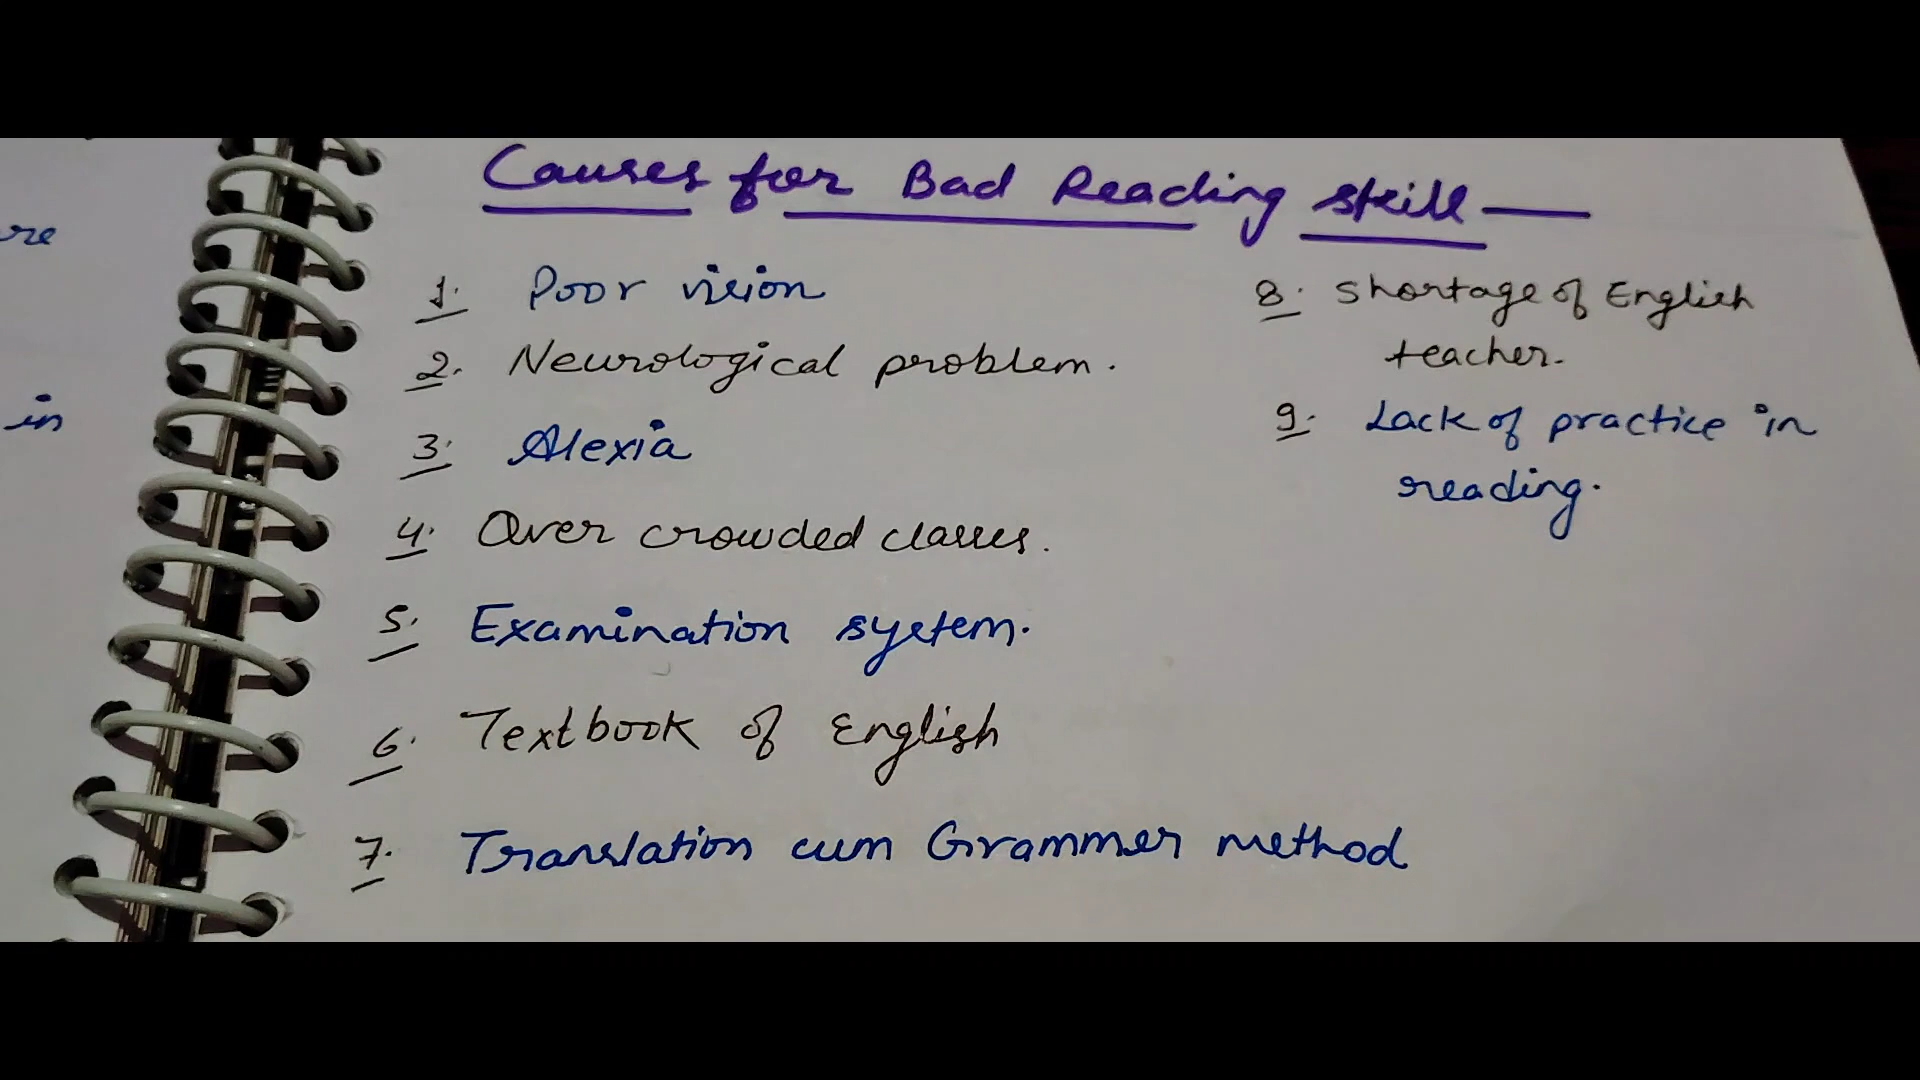 re
in
Causes for Bad Reading skill —
1. Poor vision
2. Neurological problem.
3. Alexia
4. Over crowded classes.
5. Examination system.
6. Textbook of English
7. Translation cum Grammer method
8. Shortage of English
teacher.
9. Lack of practice in
reading.